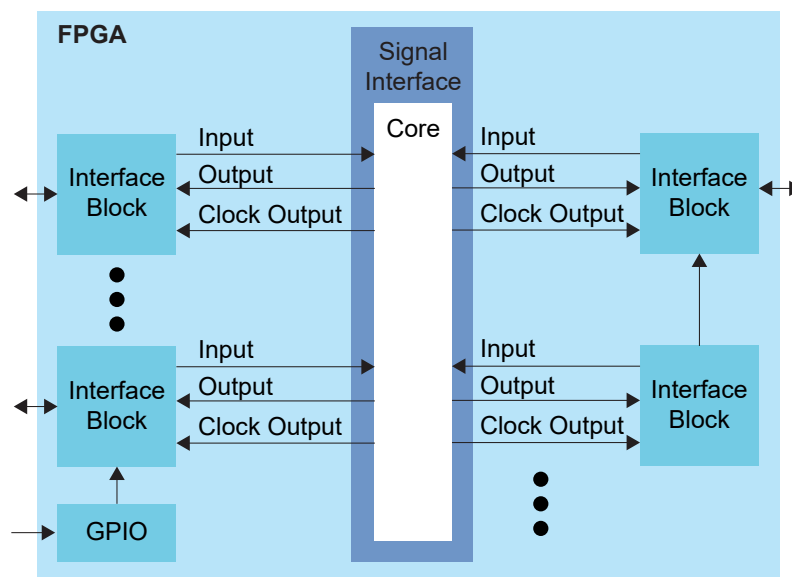 FPGA
Signal
Interface
Core
Input
Output
Clock Output
Interface
Block
Input
Output
Clock Output
Interface
Block
Input
Output
Clock Output
Interface
Block
Input
Output
Clock Output
Interface
Block
GPIO